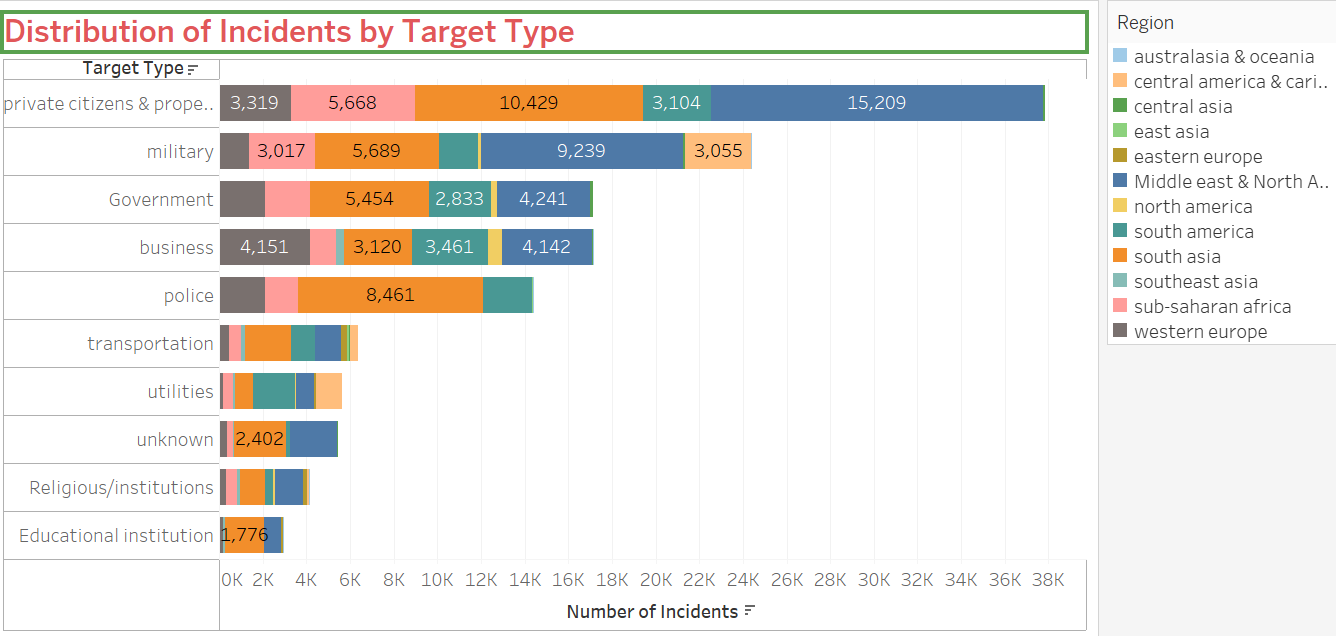 Distribution of Incidents by Target Type
Target Type
private citizens & prope.. 3,319 5,668 10,429 3,104 15,209
military 3,017 5,689 9,239 3,055
Government 5,454 2,833 4,241
business 4,151 3,120 3,461 4,142
police 8,461
transportation
utilities
unknown 2,402
Religious/institutions
Educational institution 1,776
0K 2K 4K 6K 8K 10K 12K 14K 16K 18K 20K 22K 24K 26K 28K 30K 32K 34K 36K 38K
Number of Incidents
Region
australasia & oceania
central america & cari..
central asia
east asia
eastern europe
Middle east & North A..
north america
south america
south asia
southeast asia
sub-saharan africa
western europe